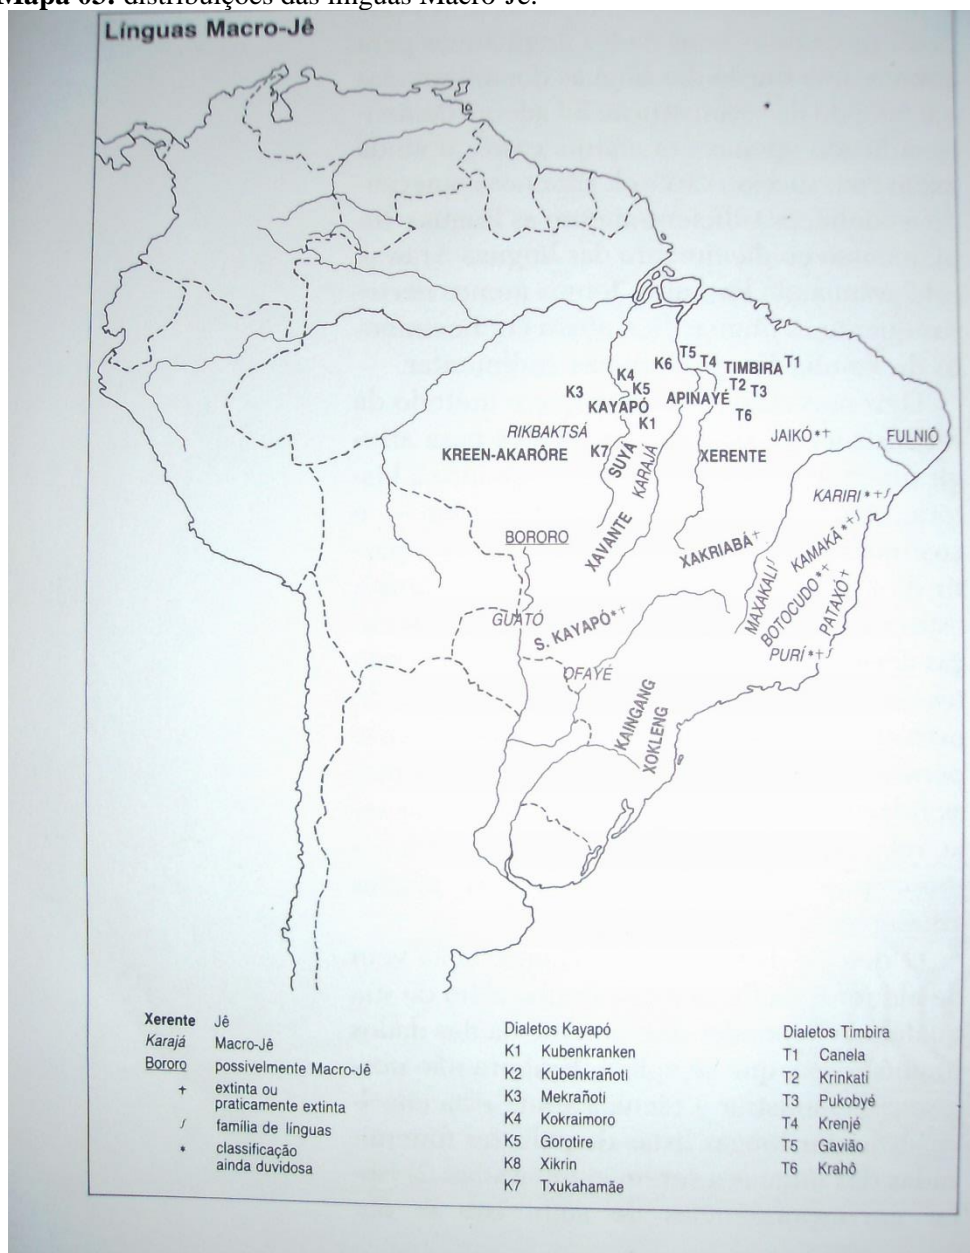 Mapa 03: distribuições das línguas Macro-Jê.
Línguas Macro-Jê
T5
K6
T4
TIMBIRA
T1
K4
T2
T3
K3
K5
APINAYÉ
KAYAPÓ
T6
K1
RIKBAKTSÁ
JAIKÓ*+
FULNIÔ
KREEN-AKARÔRE
K7
SUYÁ
KARAJÁ
XERENTE
KARIRI*+ʃ
BORORO
XAVANTE
XAKRIABÁ+
KAMAKÃ*+ʃ
MAXAKALIʃ
BOTOCUDO*+
PATAXÓ+
GUATÓ
S. KAYAPÓ*+
PURÍ*+ʃ
OFAYÉ
KAINGANG
XOKLENG
Xerente Jê
Karajá Macro-Jê
Bororo possivelmente Macro-Jê
+ extinta ou
praticamente extinta
ʃ familia de línguas
* classificação
ainda duvidosa
Dialetos Kayapó
K1 Kubenkranken
K2 Kubenkrañoti
K3 Mekrañoti
K4 Kokraimoro
K5 Gorotire
K8 Xikrin
K7 Txukahamãe
Dialetos Timbira
T1 Canela
T2 Krinkati
T3 Pukobyé
T4 Krenjé
T5 Gavião
T6 Krahô